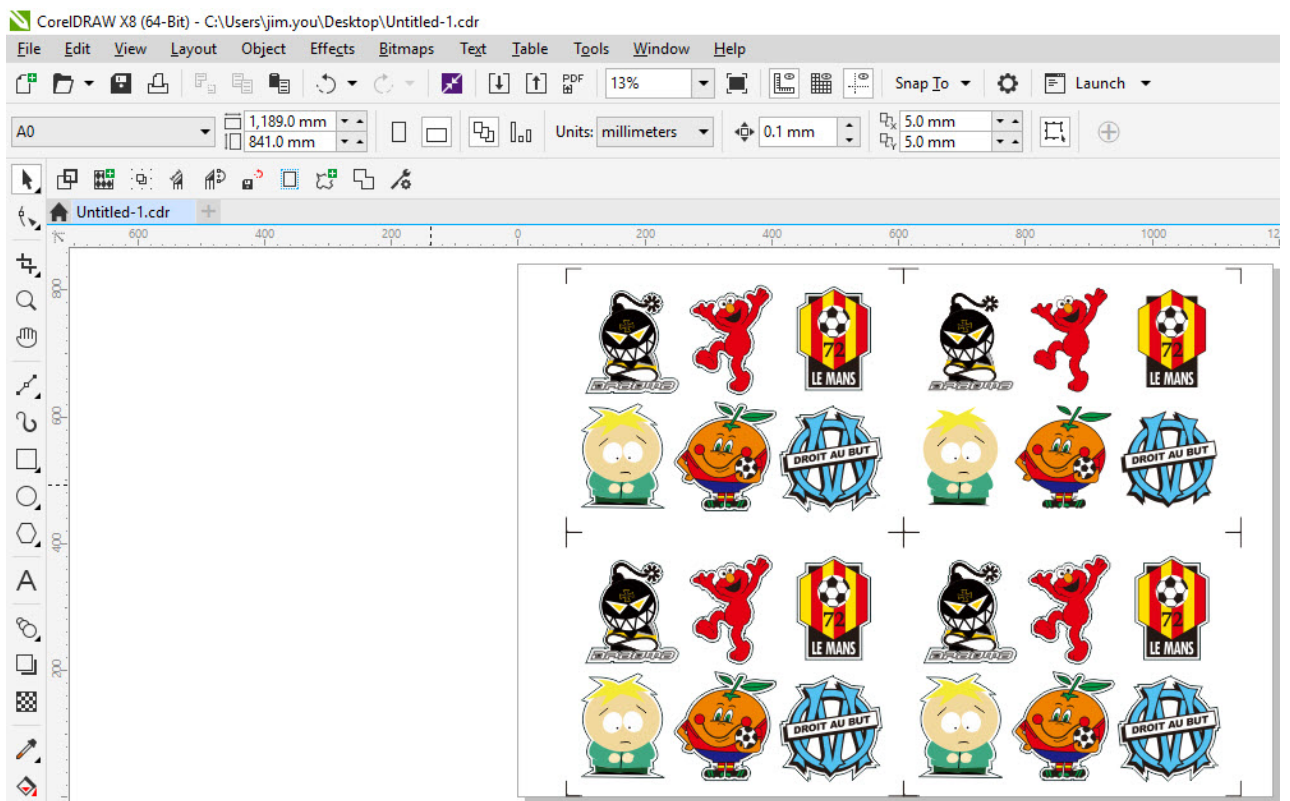 CorelDRAW X8 (64-Bit) - C:\Users\jim.you\Desktop\Untitled-1.cdr
File Edit View Layout Object Effects Bitmaps Text Table Tools Window Help
PDF 13% Snap To Launch
A0 1,189.0 mm Units: millimeters 0.1 mm 5.0 mm
841.0 mm 5.0 mm
Untitled-1.cdr
600 400 200 0 200 400 600 800 1000 12
800
72 72
LE MANS LE MANS
600
DROIT AU BUT DROIT AU BUT
400
72 72
LE MANS LE MANS
200
DROIT AU BUT DROIT AU BUT